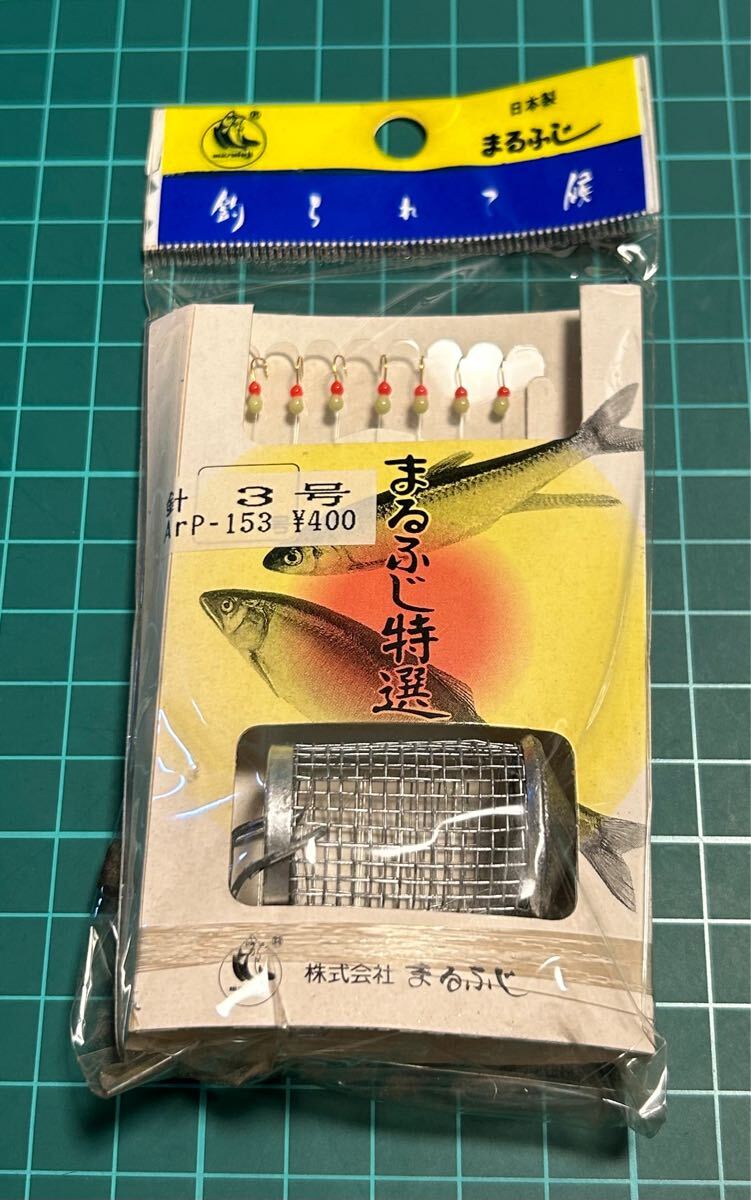 日本製
まるふじ
marufuji
釣られて候
針 3号
ArP-153 ¥400
まるふじ特選
株式会社 まるふじ